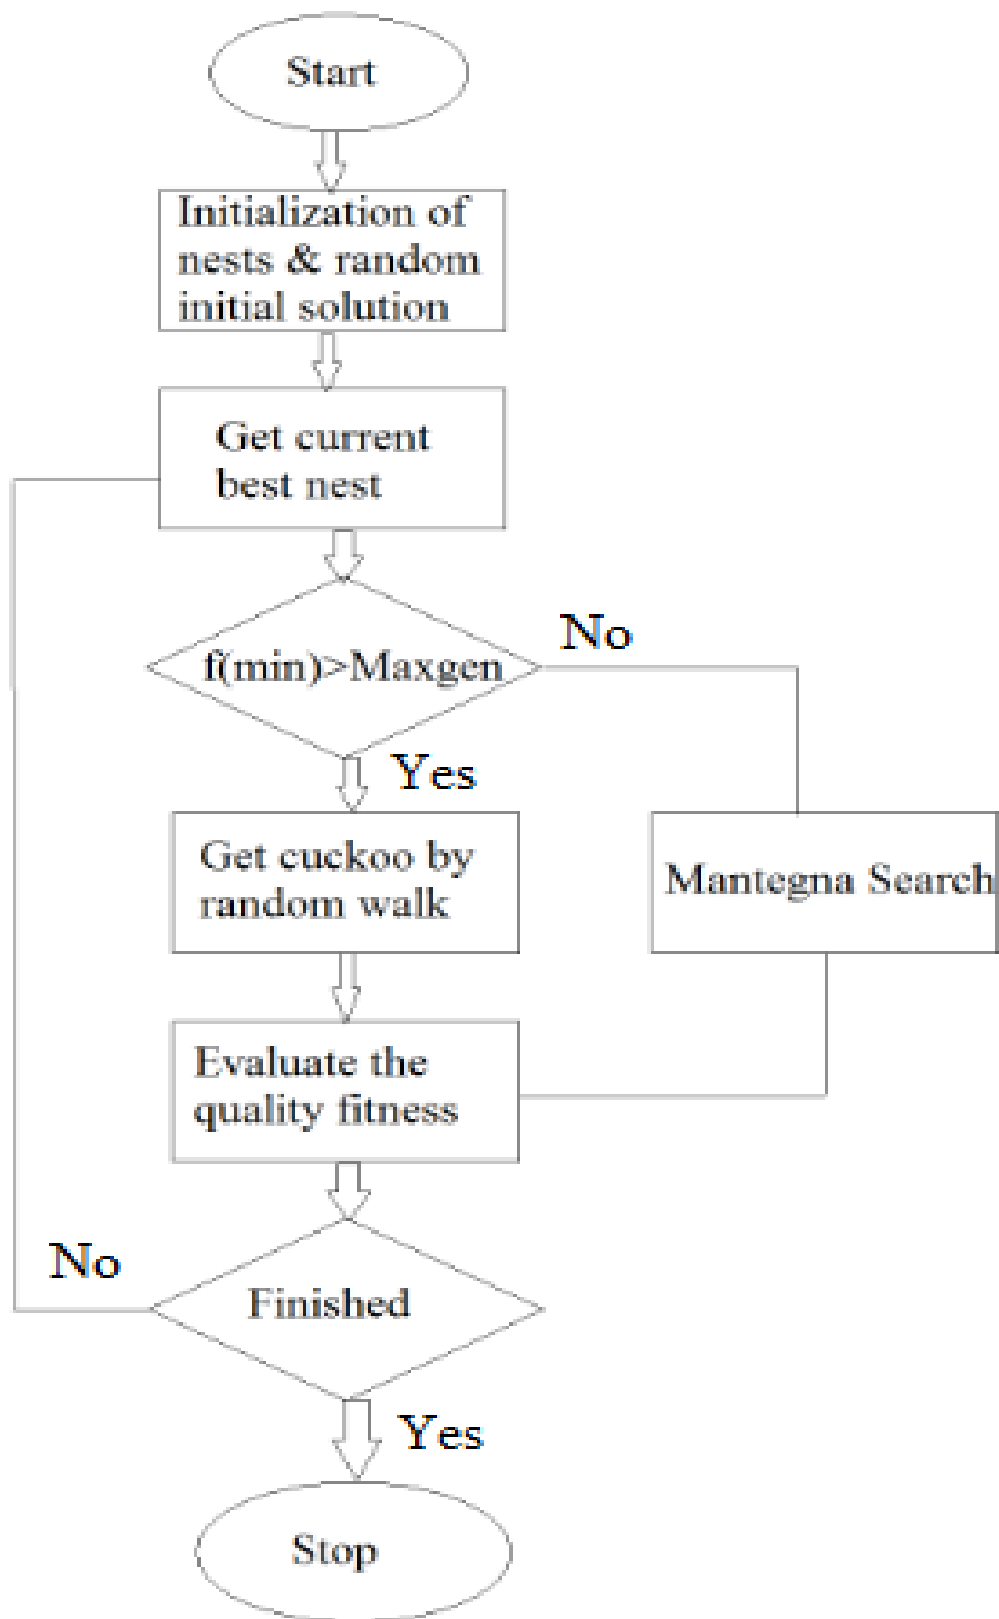 Start
Initialization of
nests & random
initial solution
Get current
best nest
f(min)>Maxgen
No
Yes
Get cuckoo by
random walk
Mantegna Search
Evaluate the
quality fitness
No
Finished
Yes
Stop